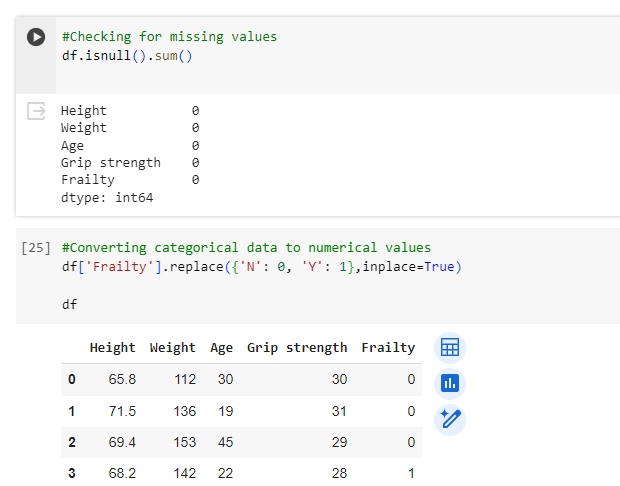 #Checking for missing values
df.isnull().sum()
Height 0
Weight 0
Age 0
Grip strength 0
Frailty 0
dtype: int64
[25] #Converting categorical data to numerical values
df['Frailty'].replace({'N': 0, 'Y': 1},inplace=True)
df
Height Weight Age Grip strength Frailty
0 65.8 112 30 30 0
1 71.5 136 19 31 0
2 69.4 153 45 29 0
3 68.2 142 22 28 1